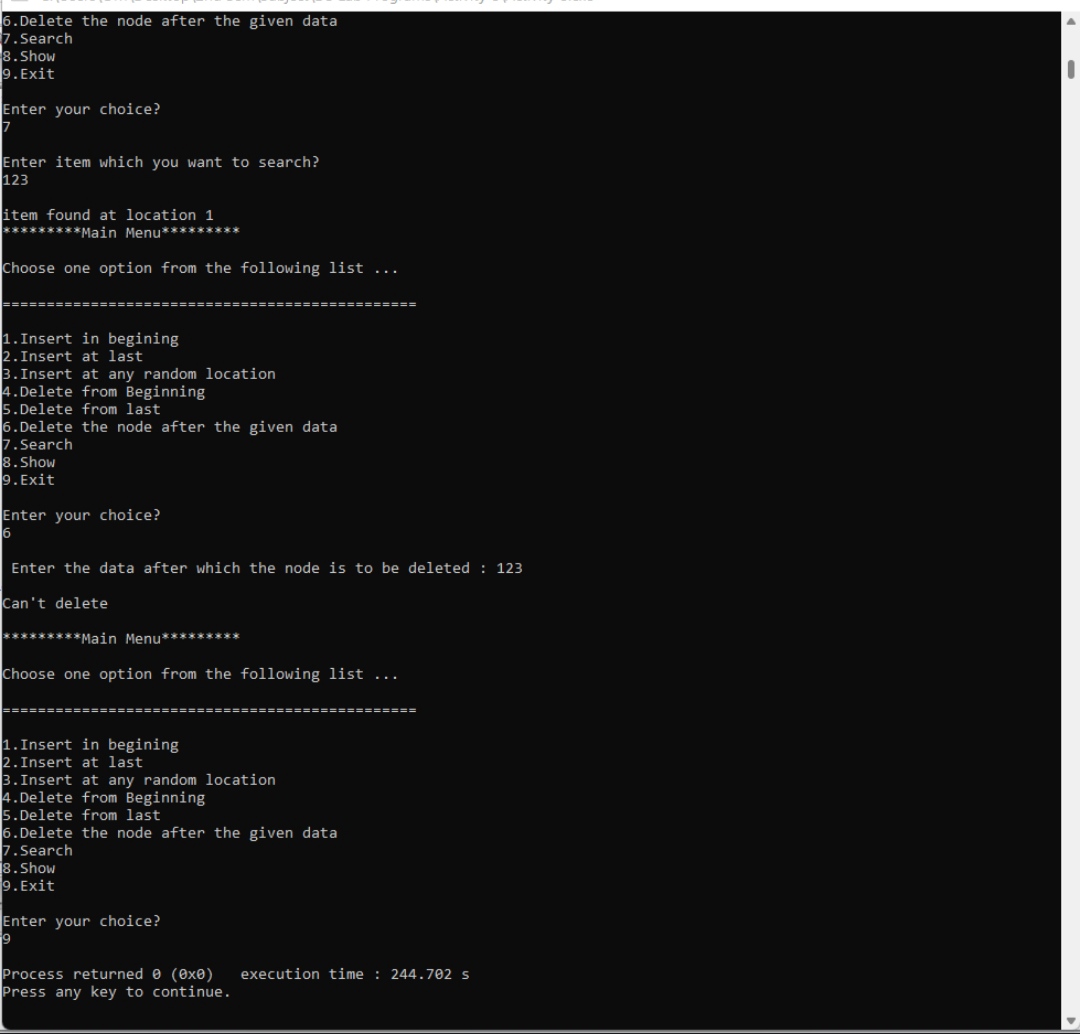 6.Delete the node after the given data
7.Search
8.Show
9.Exit
Enter your choice?
7
Enter item which you want to search?
123
item found at location 1
*********Main Menu*********
Choose one option from the following list ...
===============================================
1.Insert in begining
2.Insert at last
3.Insert at any random location
4.Delete from Beginning
5.Delete from last
6.Delete the node after the given data
7.Search
8.Show
9.Exit
Enter your choice?
6
Enter the data after which the node is to be deleted : 123
Can't delete
*********Main Menu*********
Choose one option from the following list ...
===============================================
1.Insert in begining
2.Insert at last
3.Insert at any random location
4.Delete from Beginning
5.Delete from last
6.Delete the node after the given data
7.Search
8.Show
9.Exit
Enter your choice?
9
Process returned 0 (0x0)   execution time : 244.702 s
Press any key to continue.